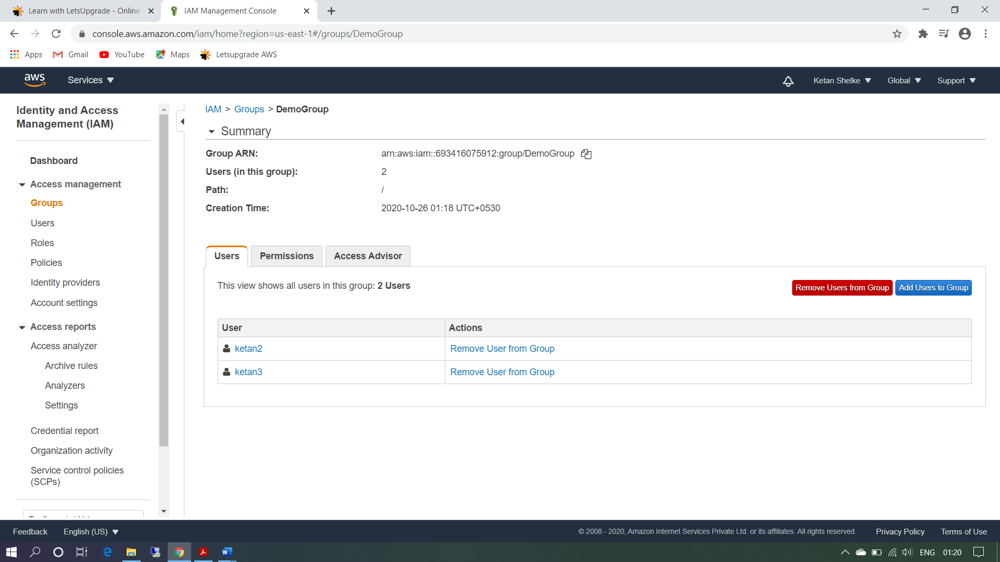 Learn with LetsUpgrade - Online
IAM Management Console
console.aws.amazon.com/iam/home?region=us-east-1#/groups/DemoGroup
Apps
Gmail
YouTube
Maps
Letsupgrade AWS
aws
Services
Ketan Shelke
Global
Support
Identity and Access
Management (IAM)
Dashboard
Access management
Groups
Users
Roles
Policies
Identity providers
Account settings
Access reports
Access analyzer
Archive rules
Analyzers
Settings
Credential report
Organization activity
Service control policies
(SCPs)
IAM > Groups > DemoGroup
Summary
Group ARN: arn:aws:iam::693416075912:group/DemoGroup
Users (in this group): 2
Path: /
Creation Time: 2020-10-26 01:18 UTC+0530
Users
Permissions
Access Advisor
This view shows all users in this group: 2 Users
Remove Users from Group
Add Users to Group
User Actions
ketan2 Remove User from Group
ketan3 Remove User from Group
Feedback
English (US)
© 2008 - 2020, Amazon Internet Services Private Ltd. or its affiliates. All rights reserved.
Privacy Policy
Terms of Use
ENG
01:20